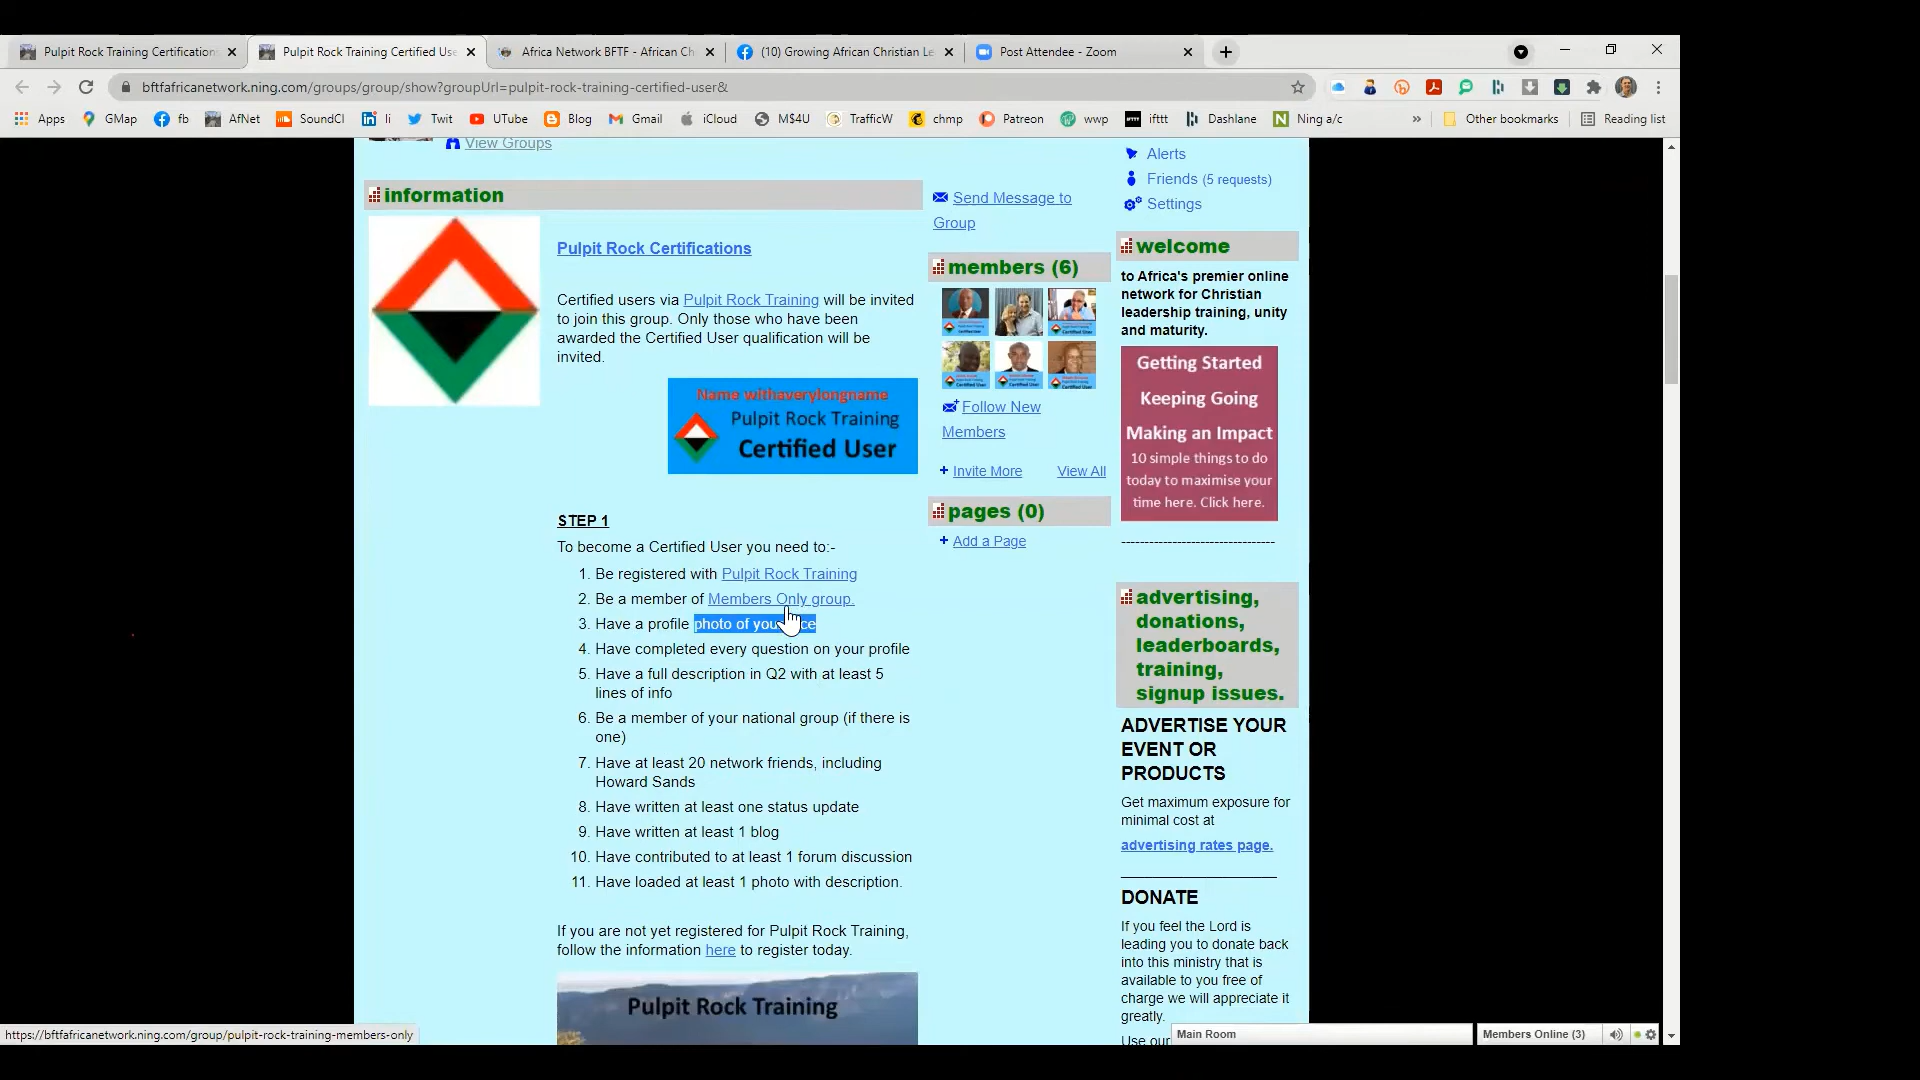 Pulpit Rock Training Certifications
Pulpit Rock Training Certified Use
Africa Network BFTF - African Ch
(10) Growing African Christian Le
Post Attendee - Zoom
bftfafricanetwork.ning.com/groups/group/show?groupUrl=pulpit-rock-training-certified-user&
Apps GMap fb AfNet SoundCl li Twit UTube Blog Gmail iCloud M$4U TrafficW chmp Patreon wwp ifttt Dashlane Ning a/c » Other bookmarks Reading list
View Groups
information
Pulpit Rock Certifications
Certified users via Pulpit Rock Training will be invited
to join this group. Only those who have been
awarded the Certified User qualification will be
invited.
Name withaverylongname
Pulpit Rock Training
Certified User
STEP 1
To become a Certified User you need to:-
1. Be registered with Pulpit Rock Training
2. Be a member of Members Only group.
3. Have a profile photo of
4. Have completed every question on your profile
5. Have a full description in Q2 with at least 5
lines of info
6. Be a member of your national group (if there is
one)
7. Have at least 20 network friends, including
Howard Sands
8. Have written at least one status update
9. Have written at least 1 blog
10. Have contributed to at least 1 forum discussion
11. Have loaded at least 1 photo with description.
If you are not yet registered for Pulpit Rock Training,
follow the information here to register today.
Pulpit Rock Training
Send Message to
Group
members (6)
Follow New
Members
Invite More View All
pages (0)
Add a Page
Alerts
Friends (5 requests)
Settings
welcome
to Africa's premier online
network for Christian
leadership training, unity
and maturity.
Getting Started
Keeping Going
Making an Impact
10 simple things to do
today to maximise your
time here. Click here.
advertising,
donations,
leaderboards,
training,
signup issues.
ADVERTISE YOUR
EVENT OR
PRODUCTS
Get maximum exposure for
minimal cost at
advertising rates page.
DONATE
If you feel the Lord is
leading you to donate back
into this ministry that is
available to you free of
charge we will appreciate it
greatly.
Use our
Main Room
Members Online (3)
https://bftfafricanetwork.ning.com/group/pulpit-rock-training-members-only